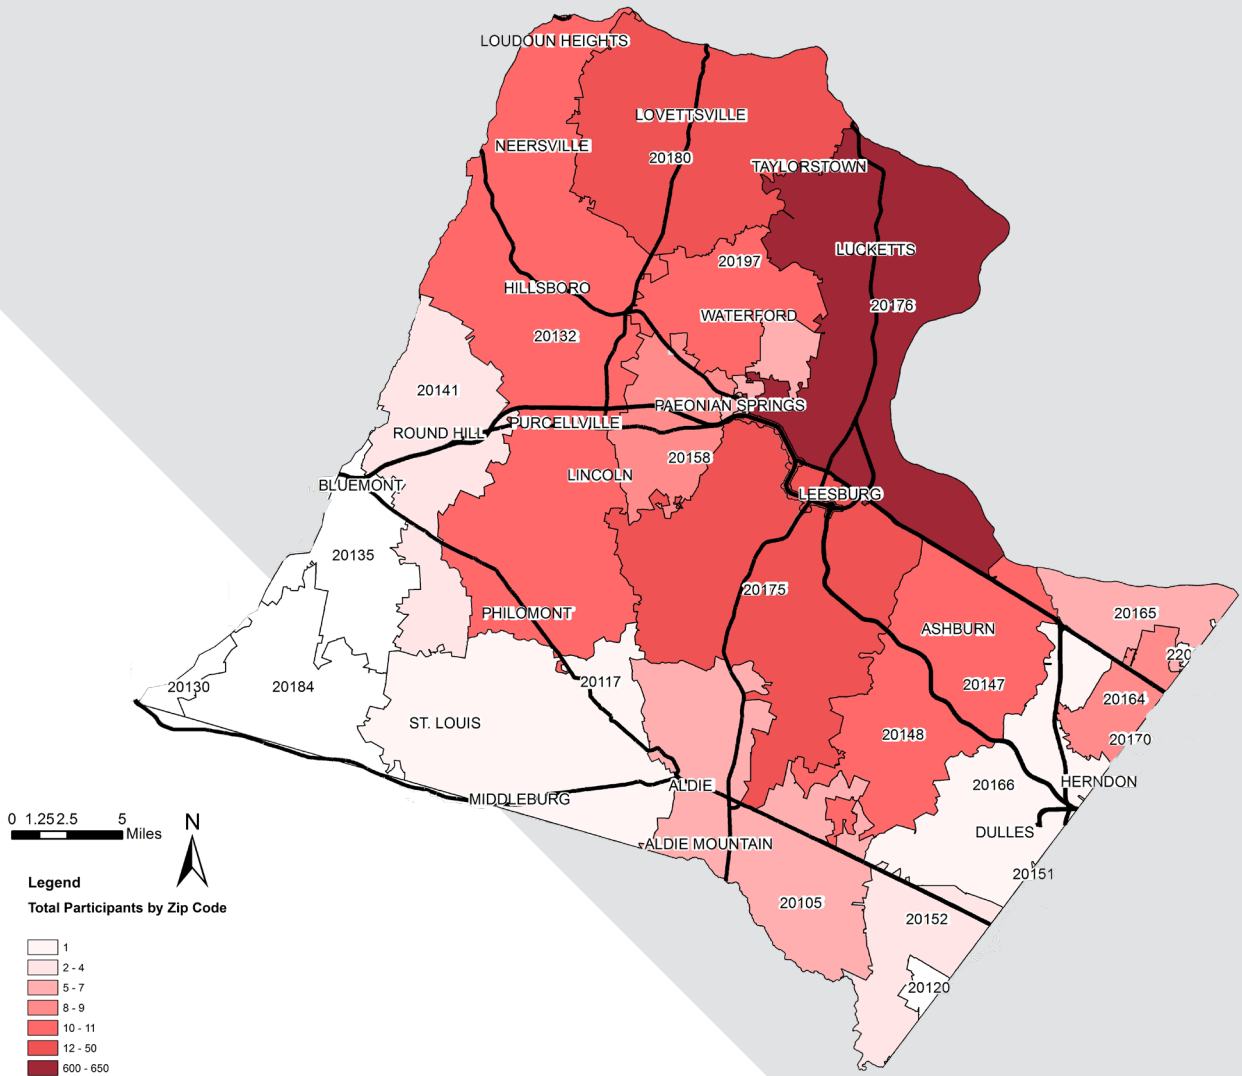 LOUDOUN HEIGHTS
LOVETTSVILLE
NEERSVILLE
20180
TAYLORSTOWN
LUCKETTS
20197
HILLSBORO
20176
WATERFORD
20132
20141
PAEONIAN SPRINGS
PURCELLVILLE
ROUND HILL
20158
LINCOLN
BLUEMONT
LEESBURG
20135
20175
PHILOMONT
20165
ASHBURN
220
20130
20184
20117
20147
20164
ST. LOUIS
20148
20170
HERNDON
ALDIE
20166
MIDDLEBURG
DULLES
ALDIE MOUNTAIN
20151
20105
20152
20120
0 1.25 2.5 5
Miles
N
Legend
Total Participants by Zip Code
1
2 - 4
5 - 7
8 - 9
10 - 11
12 - 50
600 - 650